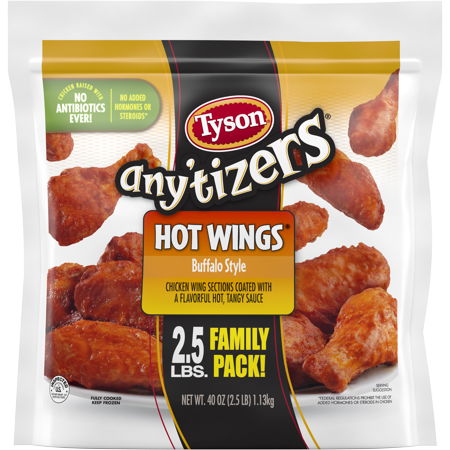 CHICKEN RAISED WITH
NO
ANTIBIOTICS
EVER!
NO ADDED
HORMONES OR
STEROIDS*
Tyson®
any'tizers®
HOT WINGS®
Buffalo Style
CHICKEN WING SECTIONS COATED WITH
A FLAVORFUL HOT, TANGY SAUCE
2.5
LBS.
FAMILY
PACK!
FULLY COOKED
KEEP FROZEN
NET WT. 40 OZ (2.5 LB) 1.13kg
SERVING
SUGGESTION
*FEDERAL REGULATIONS PROHIBIT THE USE OF
ADDED HORMONES OR STEROIDS IN CHICKEN